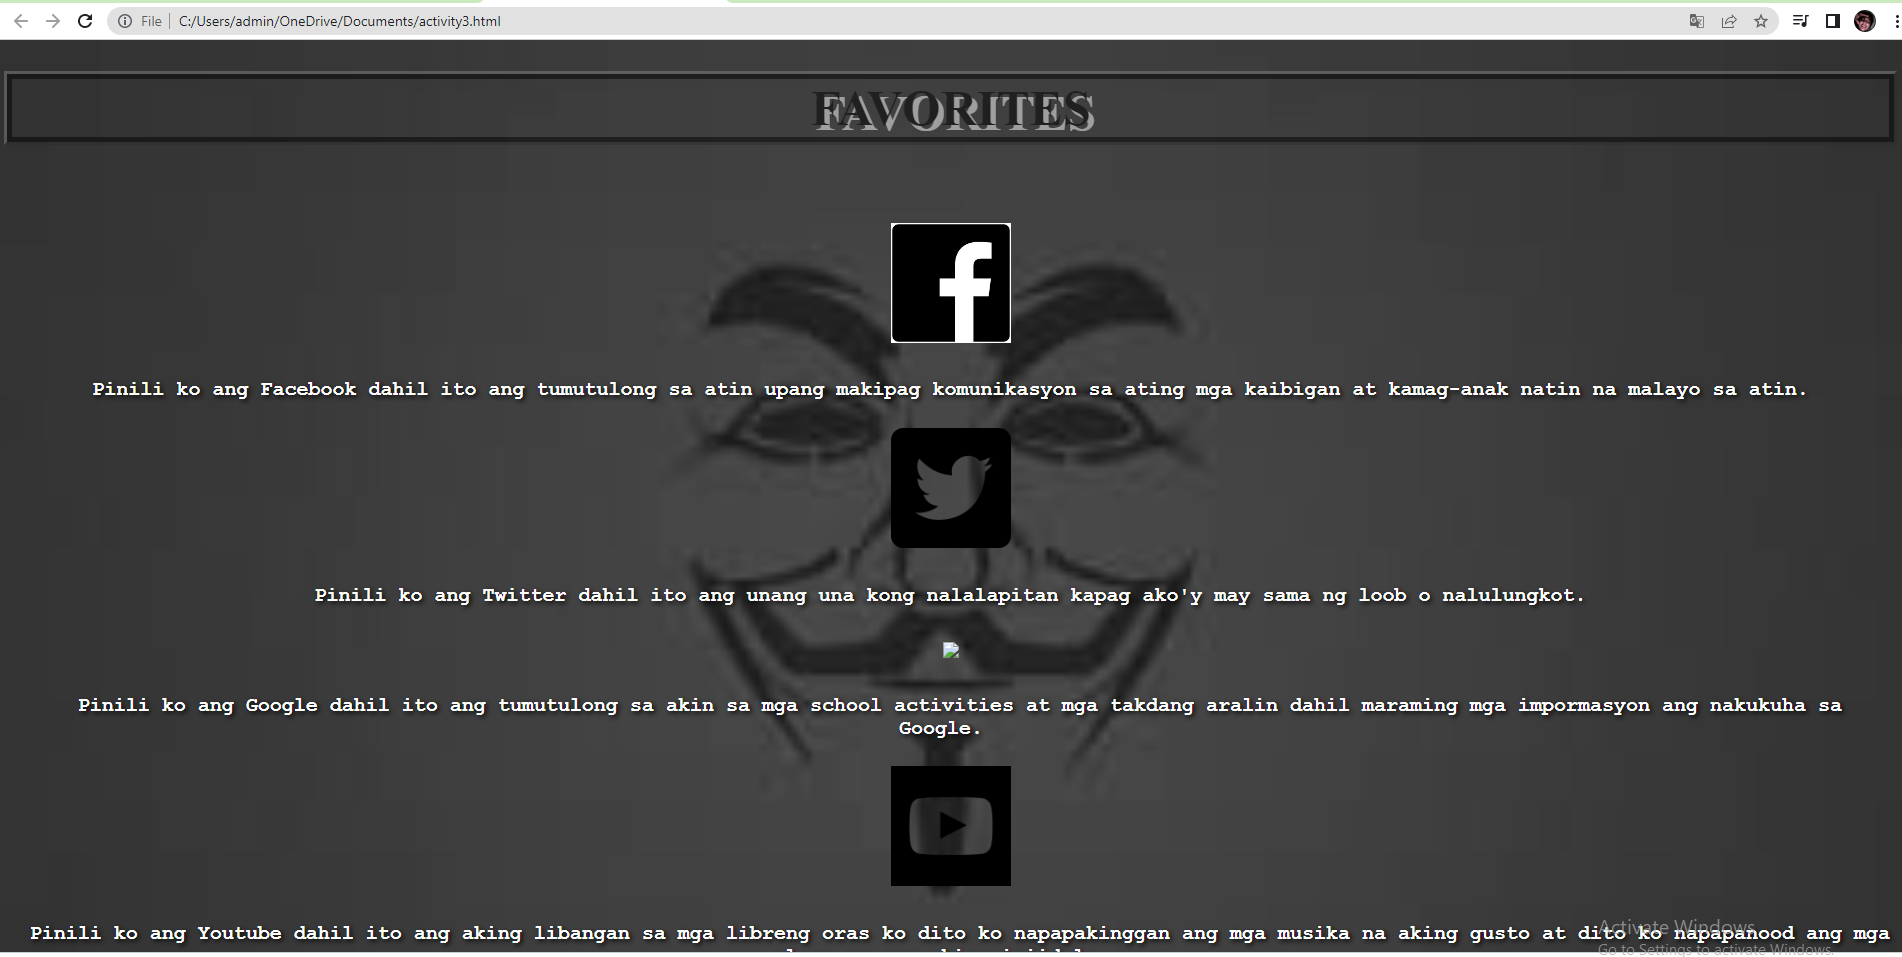 File
C:/Users/admin/OneDrive/Documents/activity3.html
FAVORITES
f
Pinili ko ang Facebook dahil ito ang tumutulong sa atin upang makipag komunikasyon sa ating mga kaibigan at kamag-anak natin na malayo sa atin.
Pinili ko ang Twitter dahil ito ang unang una kong nalalapitan kapag ako'y may sama ng loob o nalulungkot.
Pinili ko ang Google dahil ito ang tumutulong sa akin sa mga school activities at mga takdang aralin dahil maraming mga impormasyon ang nakukuha sa
Google.
Pinili ko ang Youtube dahil ito ang aking libangan sa mga libreng oras ko dito ko napapakinggan ang mga musika na aking gusto at dito ko napapanood ang mga
Activate Windows
Go to Settings to activate Windows.